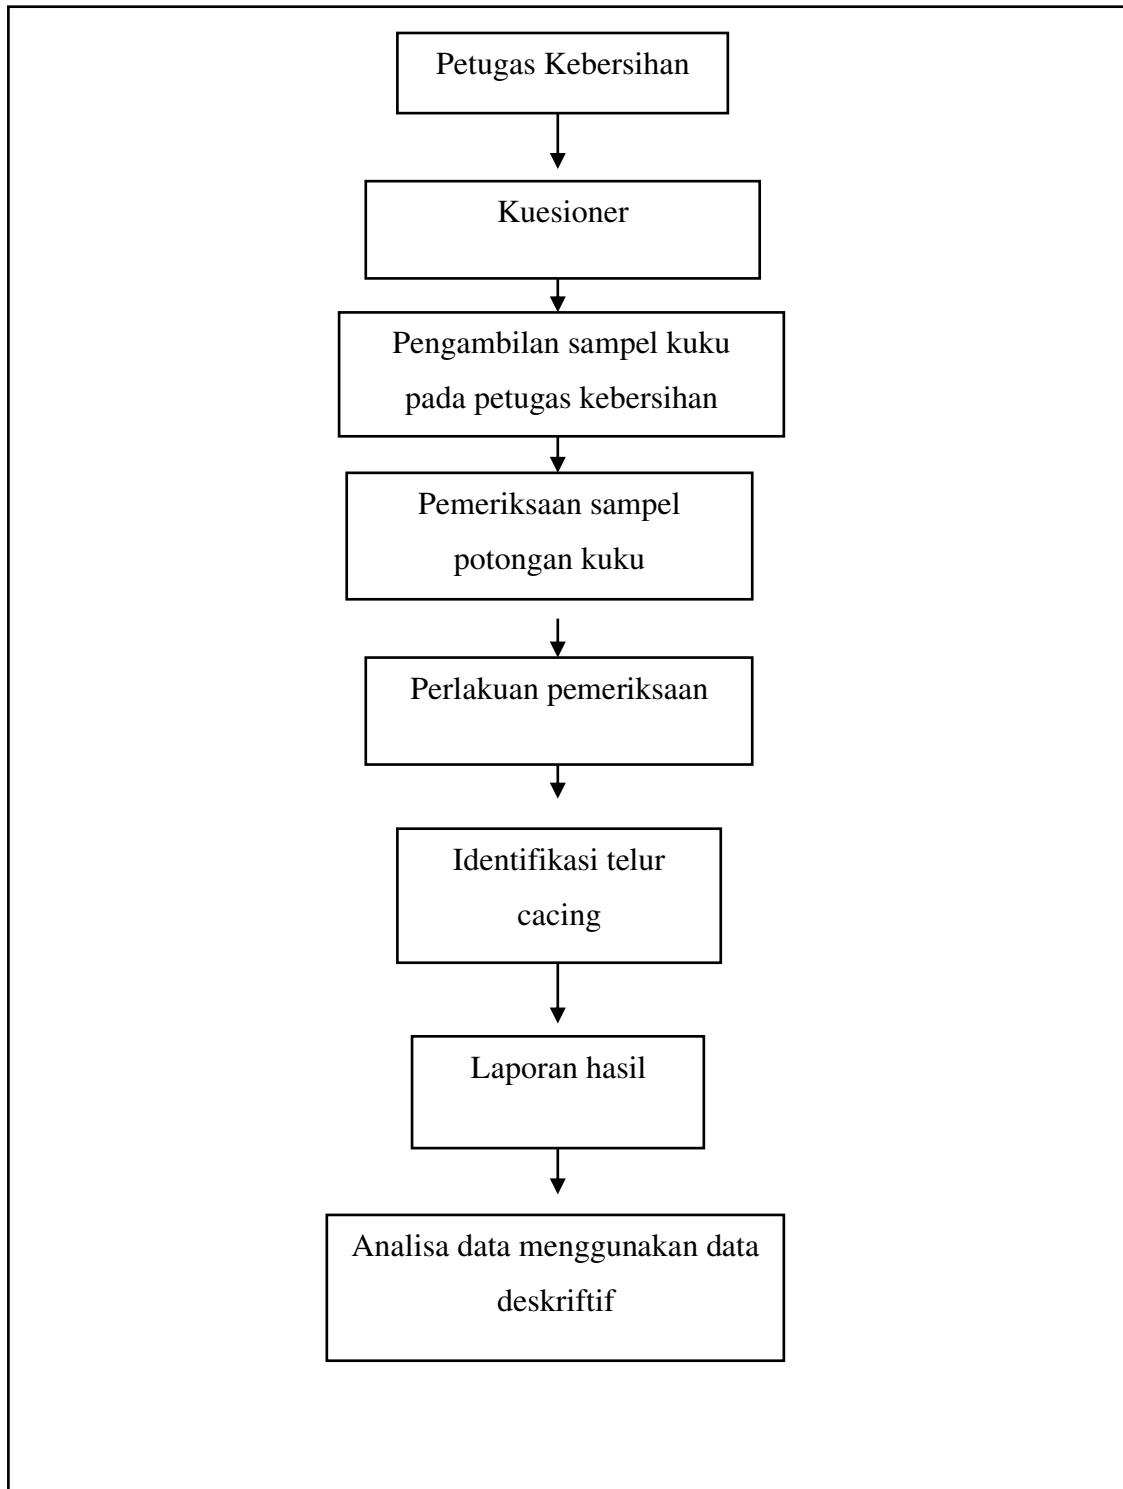 Petugas Kebersihan
Kuesioner
Pengambilan sampel kuku
pada petugas kebersihan
Pemeriksaan sampel
potongan kuku
Perlakuan pemeriksaan
Identifikasi telur
cacing
Laporan hasil
Analisa data menggunakan data
deskriftif